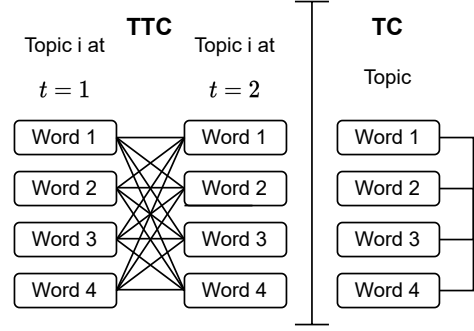 TTC
Topic i at
t = 1
Topic i at
t = 2
Word 1
Word 2
Word 3
Word 4
Word 1
Word 2
Word 3
Word 4
TC
Topic
Word 1
Word 2
Word 3
Word 4